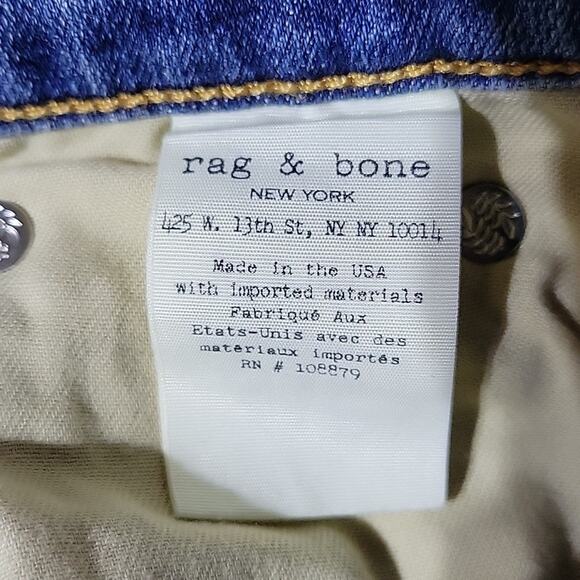 rag & bone
NEW YORK
425 W. 13th St, NY NY 10014
Made in the USA
with imported materials
Fabriqué Aux
Etats-Unis avec des
matériaux importés
RN # 108879